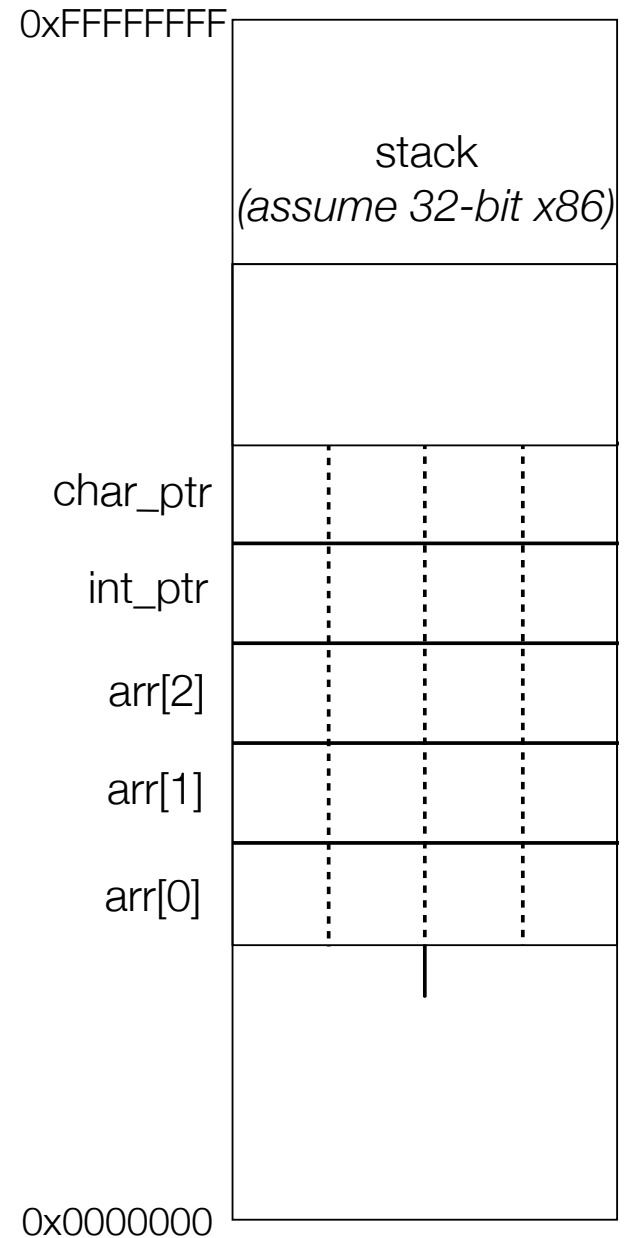 0xFFFFFFFF
stack
(assume 32-bit x86)
char_ptr
int_ptr
arr[2]
arr[1]
arr[0]
0x0000000